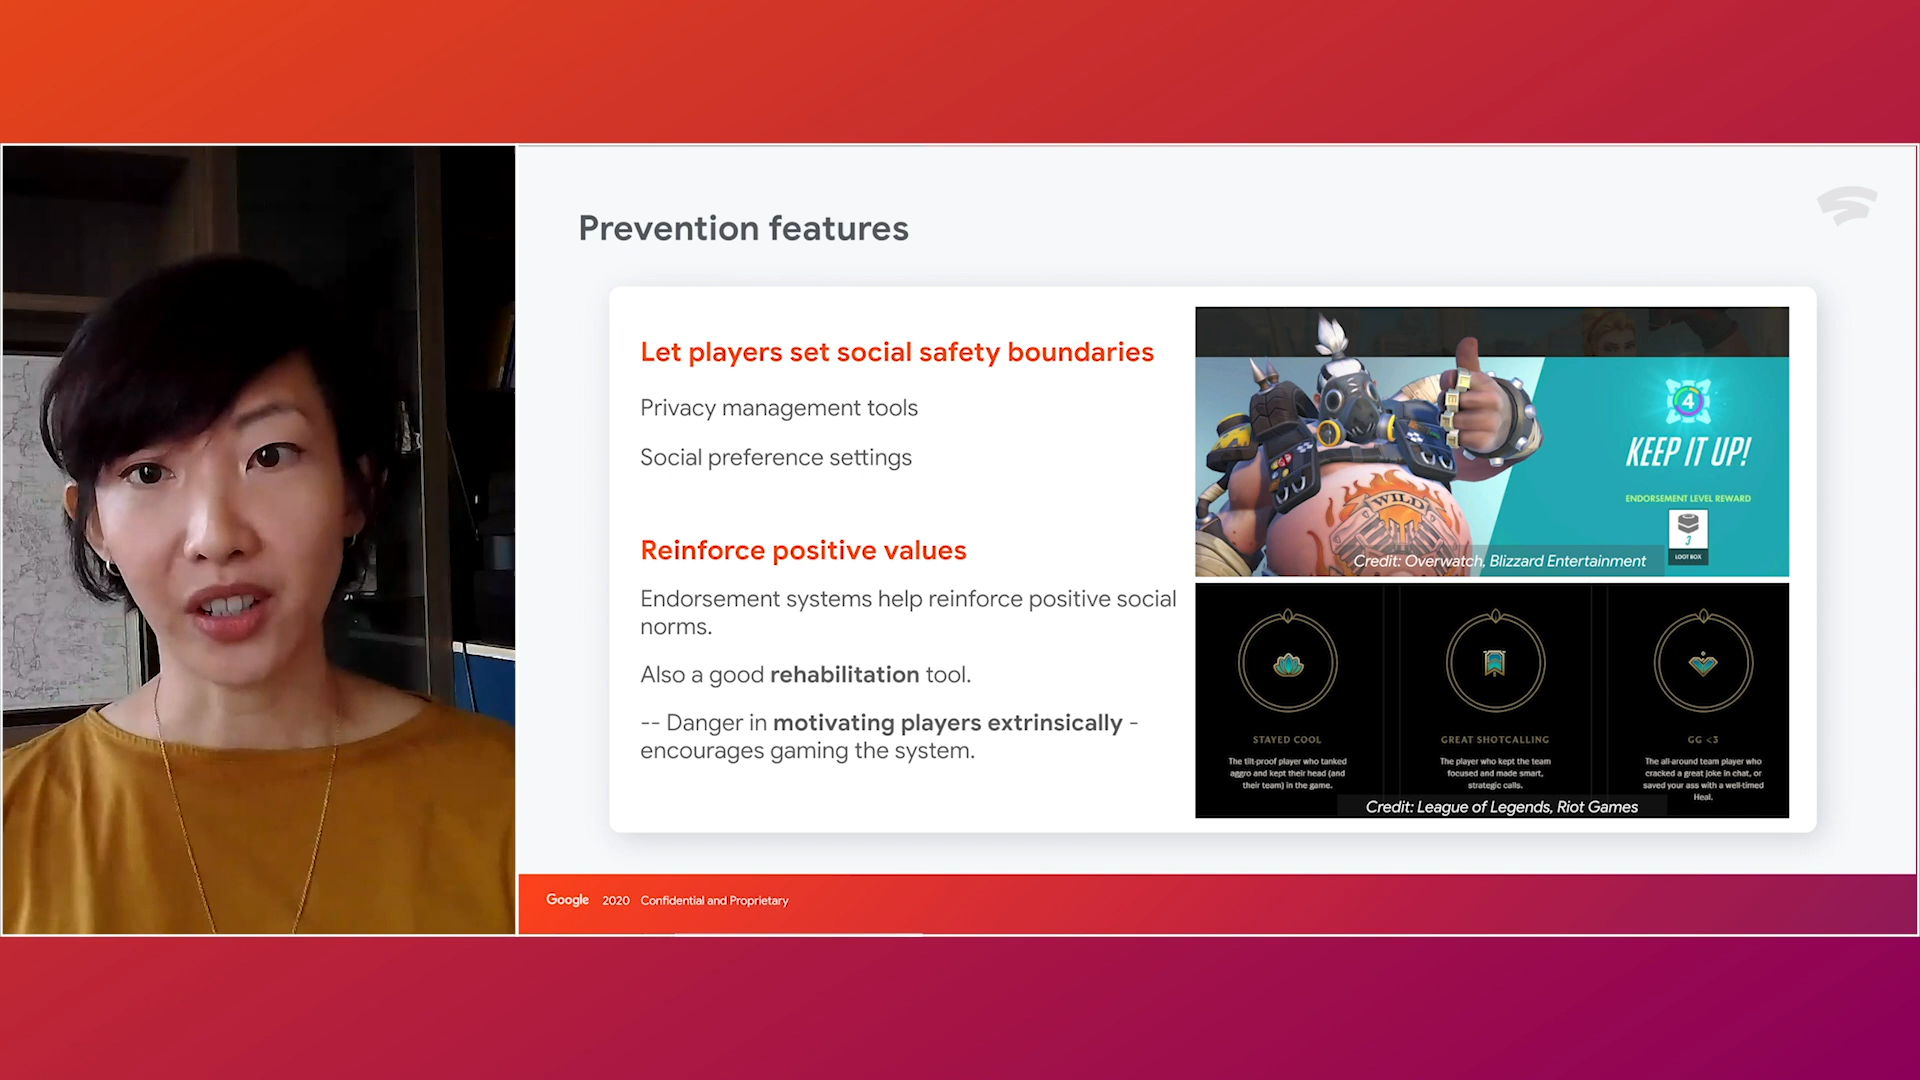 Prevention features
Let players set social safety boundaries
Privacy management tools
Social preference settings
Reinforce positive values
Endorsement systems help reinforce positive social
norms.
Also a good rehabilitation tool.
-- Danger in motivating players extrinsically -
encourages gaming the system.
WILD
4
KEEP IT UP!
ENDORSEMENT LEVEL REWARD
3
LOOT BOX
Credit: Overwatch, Blizzard Entertainment
STAYED COOL
The tilt-proof player who tanked
aggro and kept their head (and
their team) in the game.
GREAT SHOTCALLING
The player who kept the team
focused and made smart,
strategic calls.
GG <3
The all-around team player who
cracked a great joke in chat, or
saved your ass with a well-timed
Heal.
Credit: League of Legends, Riot Games
Google 2020 Confidential and Proprietary